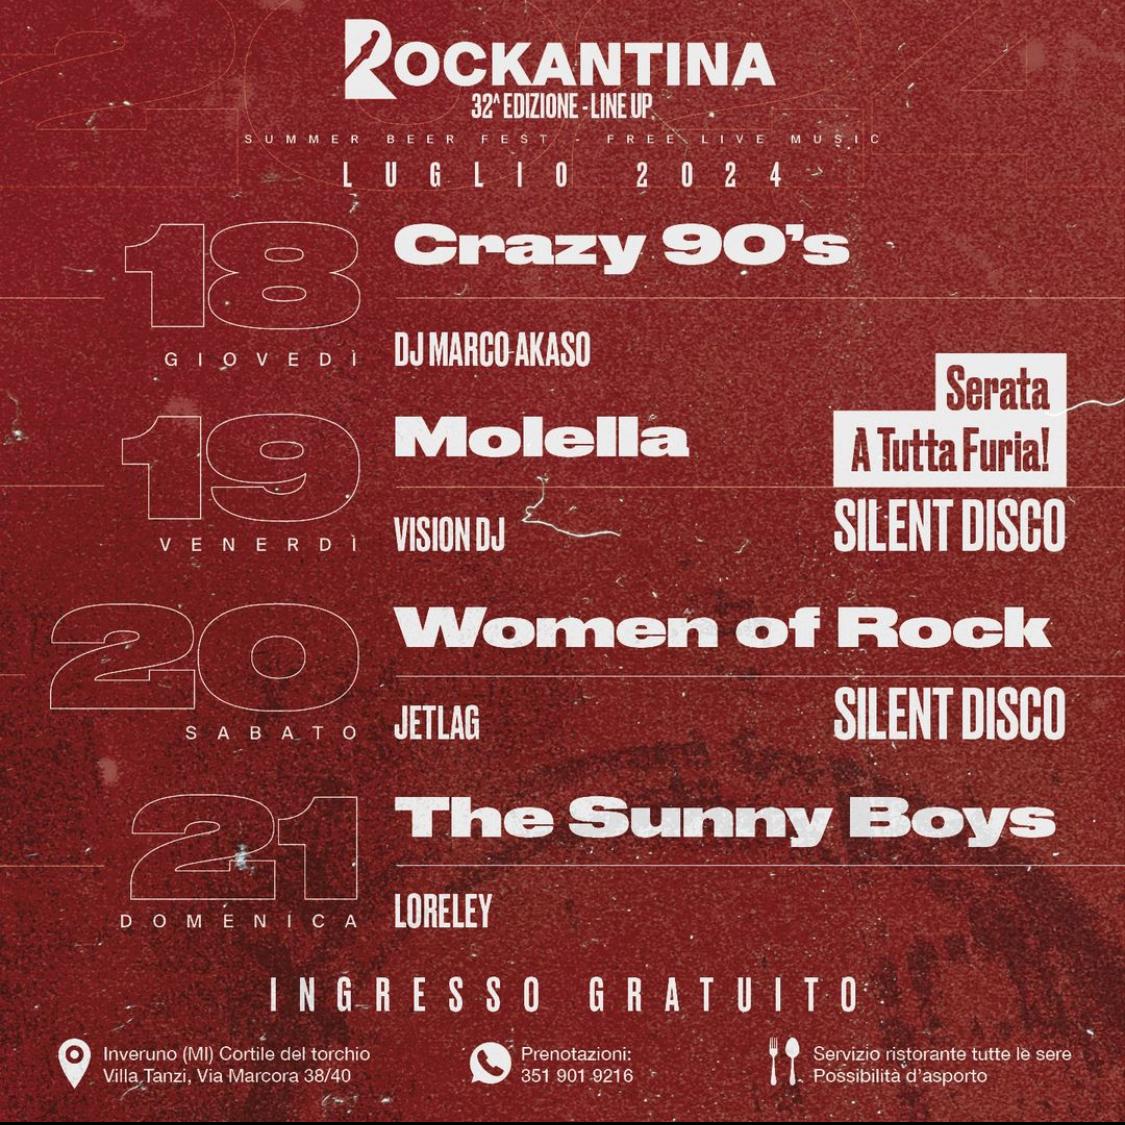 ROCKANTINA
32^ EDIZIONE - LINE UP
SUMMER BEER FEST - FREE LIVE MUSIC
LUGLIO 2024
18
GIOVEDÌ
Crazy 90's
DJ MARCO AKASO
19
VENERDÌ
Molella
VISION DJ
Serata
A Tutta Furia!
SILENT DISCO
20
SABATO
Women of Rock
JETLAG
SILENT DISCO
21
DOMENICA
The Sunny Boys
LORELEY
INGRESSO GRATUITO
Inveruno (MI) Cortile del torchio
Villa Tanzi, Via Marcora 38/40
Prenotazioni:
351 901 9216
Servizio ristorante tutte le sere
Possibilità d'asporto